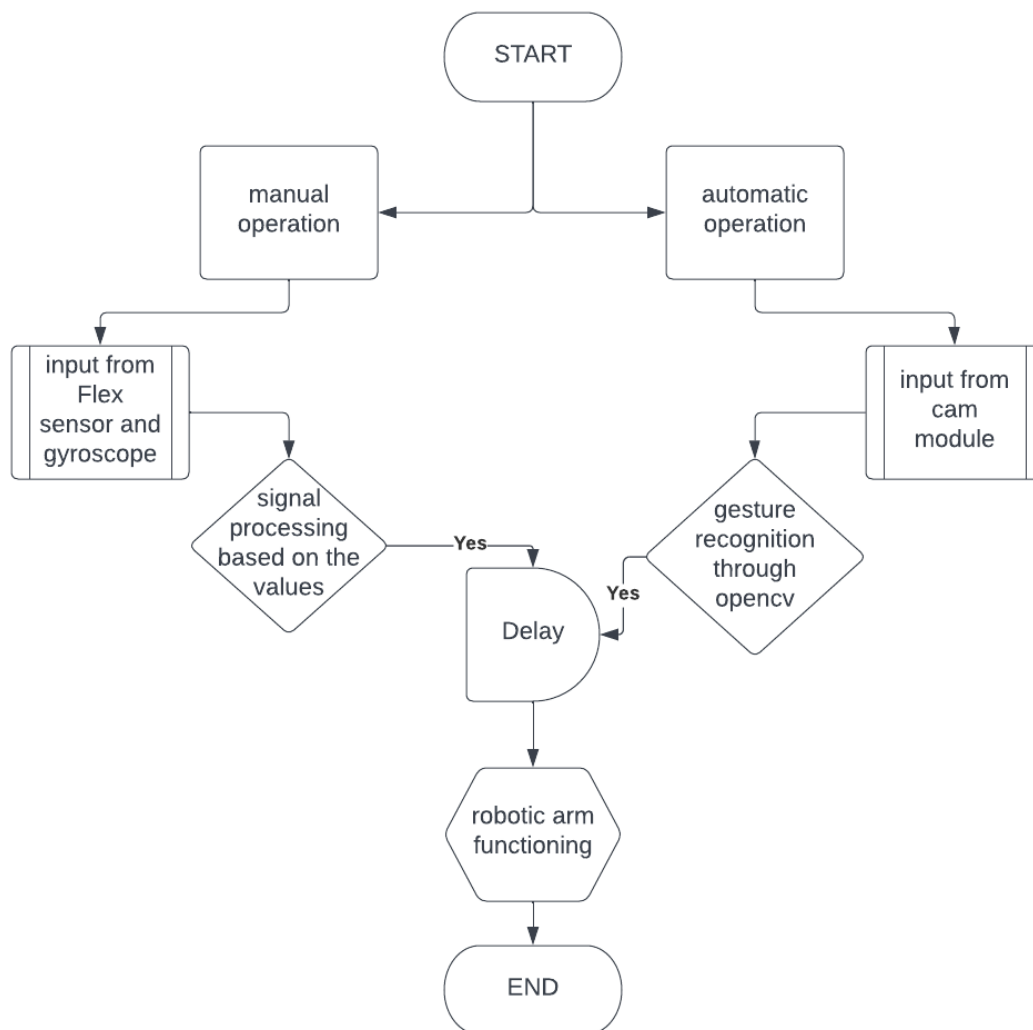 START
manual
operation
automatic
operation
input from
Flex
sensor and
gyroscope
input from
cam
module
signal
processing
based on the
values
Yes
gesture
recognition
through
opencv
Yes
Delay
robotic arm
functioning
END